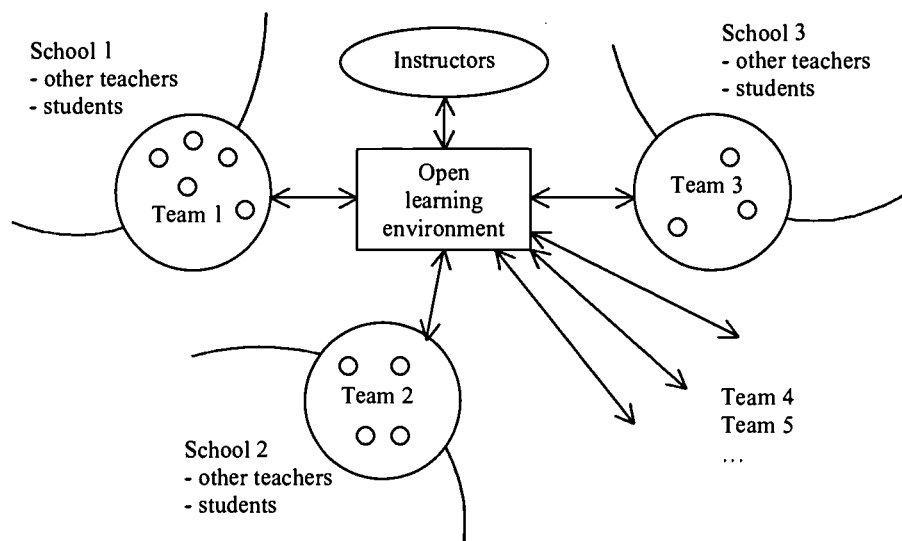 School 1
- other teachers
- students
Instructors
School 3
- other teachers
- students
Team 1
Open
learning
environment
Team 3
Team 2
Team 4
Team 5
...
School 2
- other teachers
- students